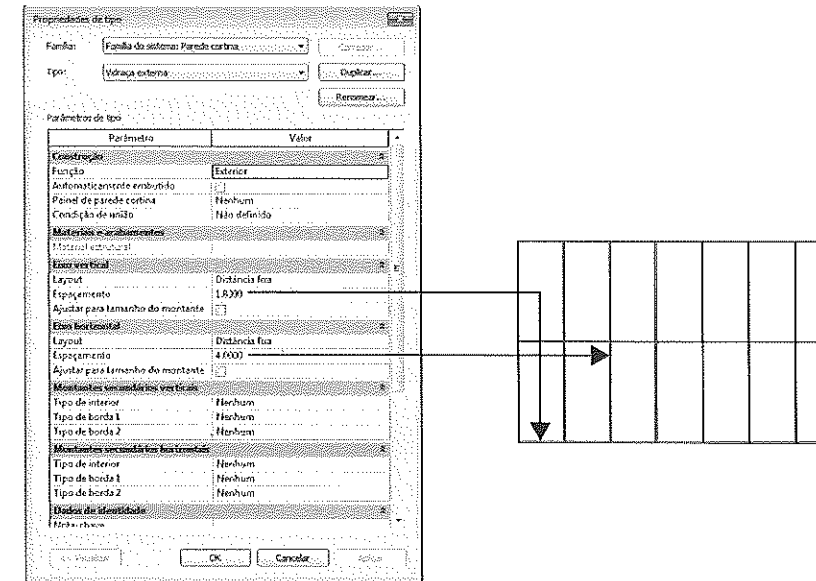 Propriedades de tipo
Família: Família do sistema: Parede cortina
Tipo: Vidraça externa Duplicar...
Renomear...
Parâmetros de tipo
Parâmetro Valor
Construção
Função Exterior
Automaticamente embutido
Painel de parede cortina Nenhum
Condição de união Não definido
Materiais e acabamentos
Material estrutural
Eixo vertical
Layout Distância fixa
Espaçamento 1.8000
Ajustar para tamanho do montante
Eixo horizontal
Layout Distância fixa
Espaçamento 4.0000
Ajustar para tamanho do montante
Montantes secundários verticais
Tipo de interior Nenhum
Tipo de borda 1 Nenhum
Tipo de borda 2 Nenhum
Montantes secundários horizontais
Tipo de interior Nenhum
Tipo de borda 1 Nenhum
Tipo de borda 2 Nenhum
Dados de identidade
Nota-chave
<< Visualizar OK Cancelar Aplicar